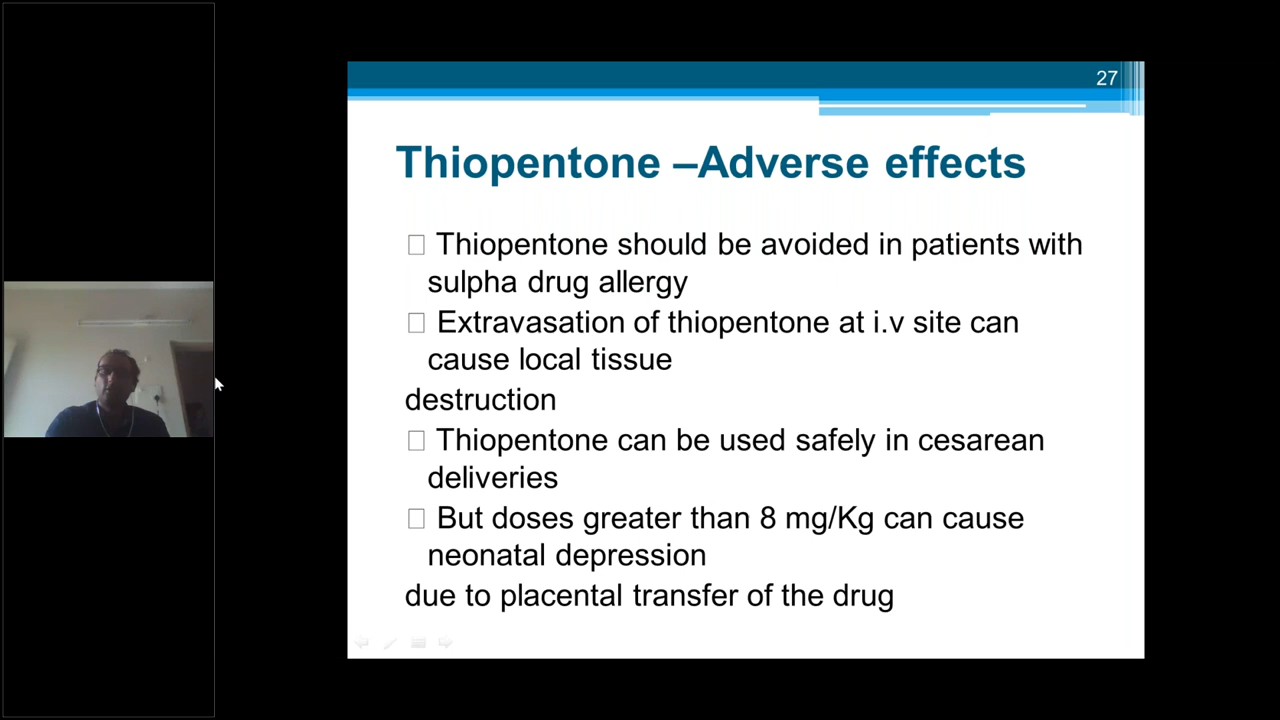 27
Thiopentone –Adverse effects
□ Thiopentone should be avoided in patients with
sulpha drug allergy
□ Extravasation of thiopentone at i.v site can
cause local tissue
destruction
□ Thiopentone can be used safely in cesarean
deliveries
□ But doses greater than 8 mg/Kg can cause
neonatal depression
due to placental transfer of the drug